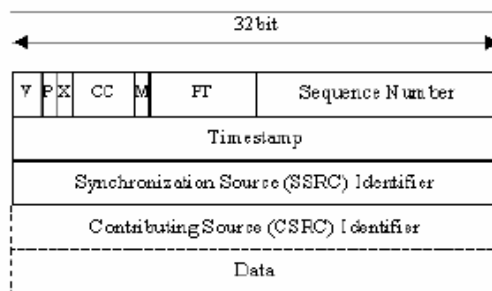 32bit
V P X CC M PT Sequence Number
Timestamp
Synchronization Source (SSRC) Identifier
Contributing Source (CSRC) Identifier
Data